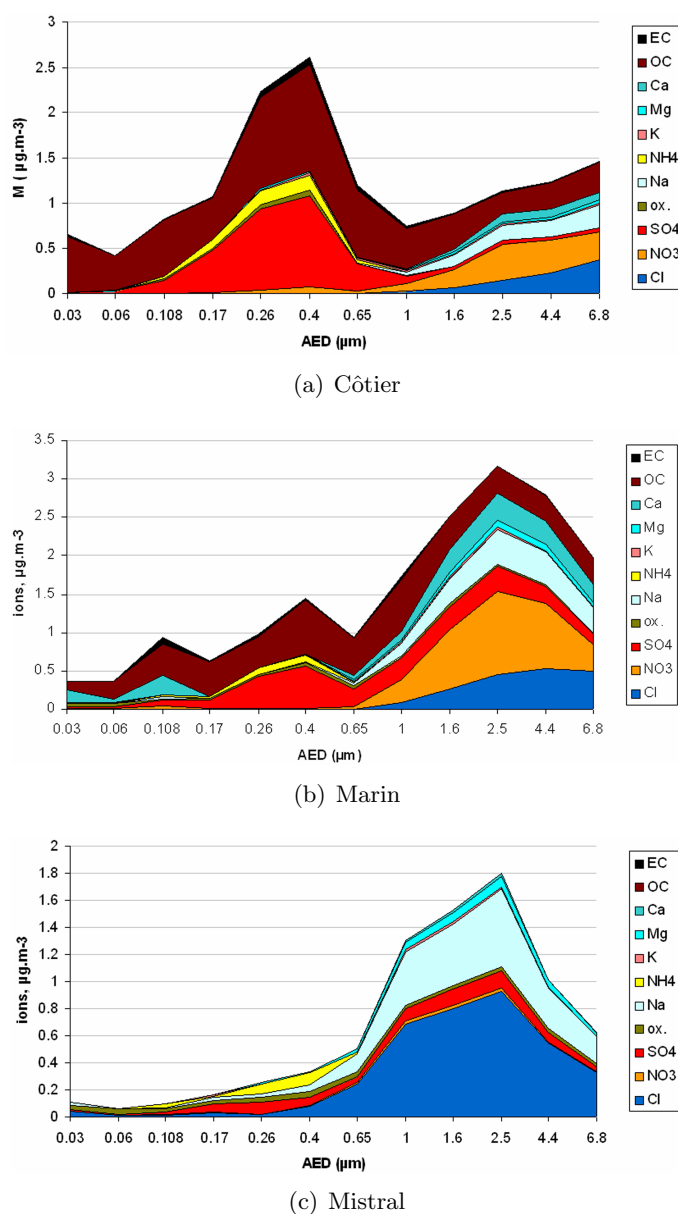 3
2.5
2
1.5
1
0.5
0
M ( µg.m-3)
0.03 0.06 0.108 0.17 0.26 0.4 0.65 1 1.6 2.5 4.4 6.8
AED (µm)
EC
OC
Ca
Mg
K
NH4
Na
ox.
SO4
NO3
Cl
(a) Côtier
3.5
3
2.5
2
1.5
1
0.5
0
ions, µg.m-3
0.03 0.06 0.108 0.17 0.26 0.4 0.65 1 1.6 2.5 4.4 6.8
AED (µm)
EC
OC
Ca
Mg
K
NH4
Na
ox.
SO4
NO3
Cl
(b) Marin
2
1.8
1.6
1.4
1.2
1
0.8
0.6
0.4
0.2
0
ions, µg.m-3
0.03 0.06 0.108 0.17 0.26 0.4 0.65 1 1.6 2.5 4.4 6.8
AED (µm)
EC
OC
Ca
Mg
K
NH4
Na
ox.
SO4
NO3
Cl
(c) Mistral